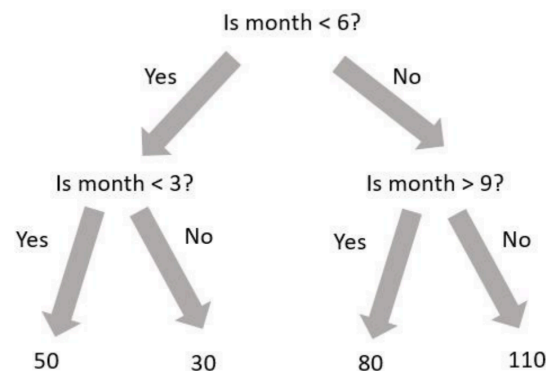 Is month < 6?
Yes
No
Is month < 3?
Is month > 9?
Yes
No
Yes
No
50
30
80
110